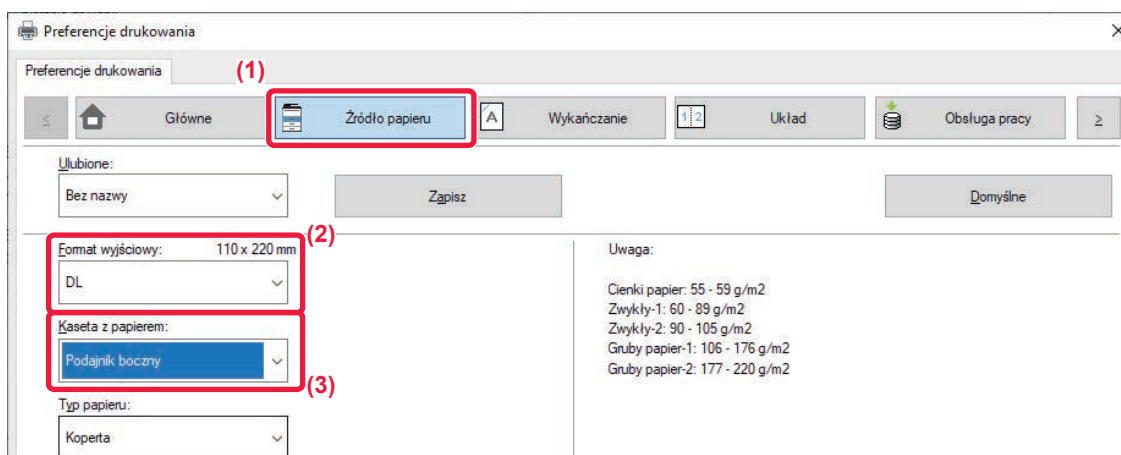 Preferencje drukowania
Preferencje drukowania
(1)
Główne
Źródło papieru
Wykańczanie
Układ
Obsługa pracy
Ulubione:
Bez nazwy
Zapisz
Domyślne
(2)
Format wyjściowy: 110 x 220 mm
DL
Kaseta z papierem:
Podajnik boczny
(3)
Typ papieru:
Koperta
Uwaga:
Cienki papier: 55 - 59 g/m2
Zwykły-1: 60 - 89 g/m2
Zwykły-2: 90 - 105 g/m2
Gruby papier-1: 106 - 176 g/m2
Gruby papier-2: 177 - 220 g/m2